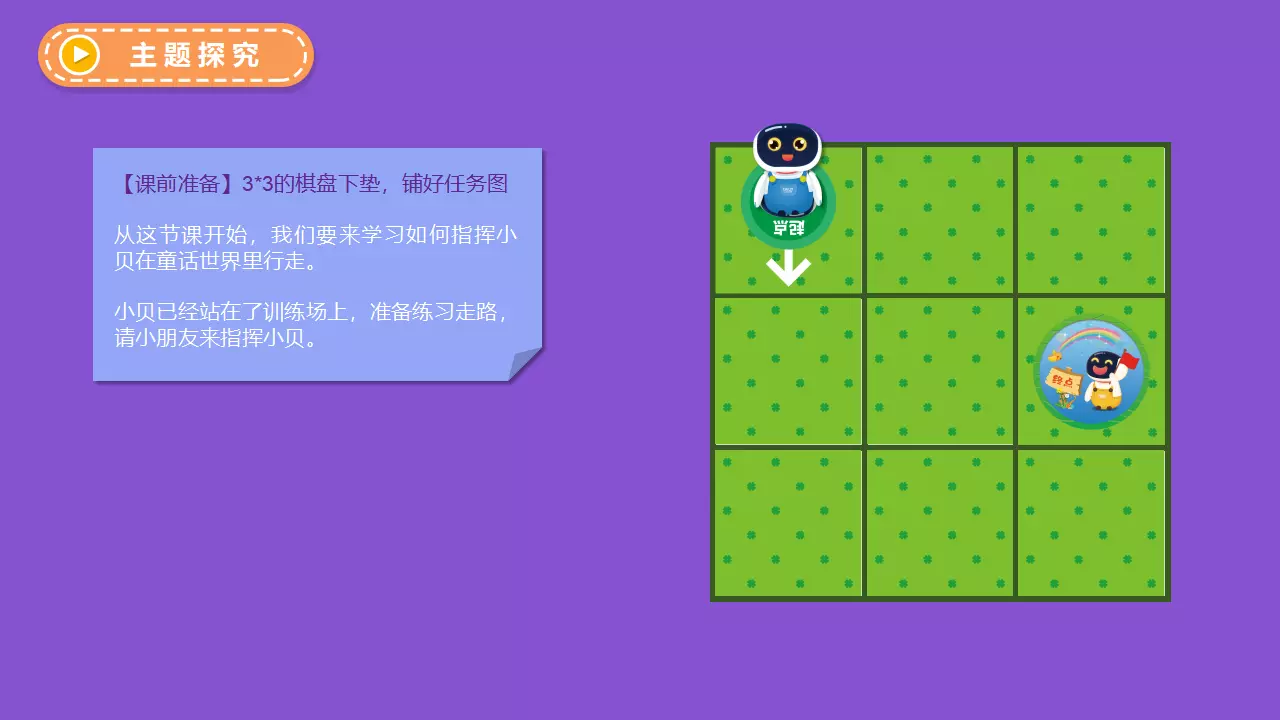 主题探究
【课前准备】3*3的棋盘下垫，铺好任务图
从这节课开始，我们要来学习如何指挥小
贝在童话世界里行走。
小贝已经站在了训练场上，准备练习走路，
请小朋友来指挥小贝。
起点
终点